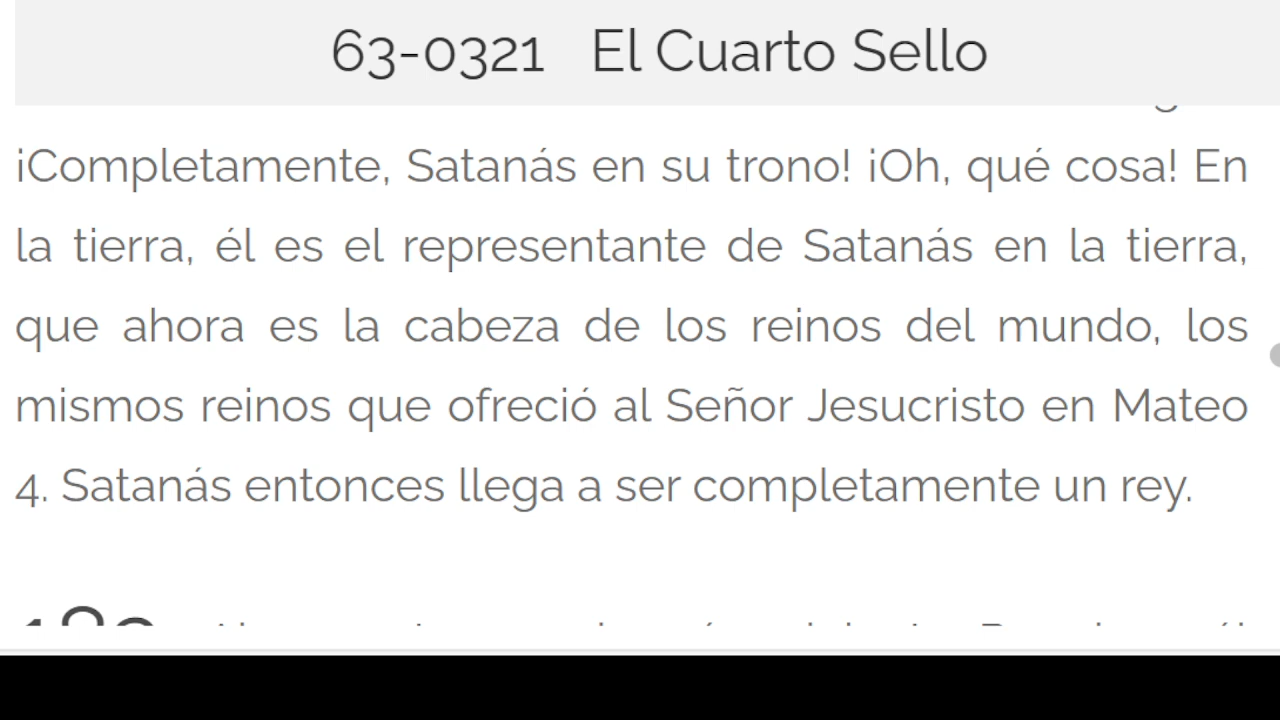 63-0321 El Cuarto Sello
¡Completamente, Satanás en su trono! ¡Oh, qué cosa! En
la tierra, él es el representante de Satanás en la tierra,
que ahora es la cabeza de los reinos del mundo, los
mismos reinos que ofreció al Señor Jesucristo en Mateo
4. Satanás entonces llega a ser completamente un rey.